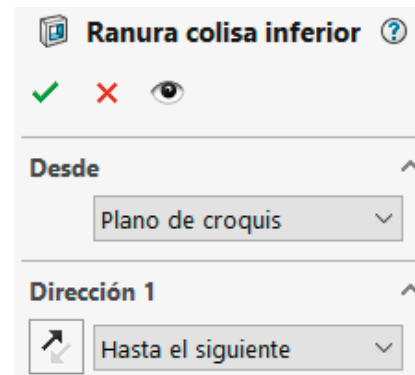 Ranura colisa inferior ?
Desde
Plano de croquis
Dirección 1
Hasta el siguiente